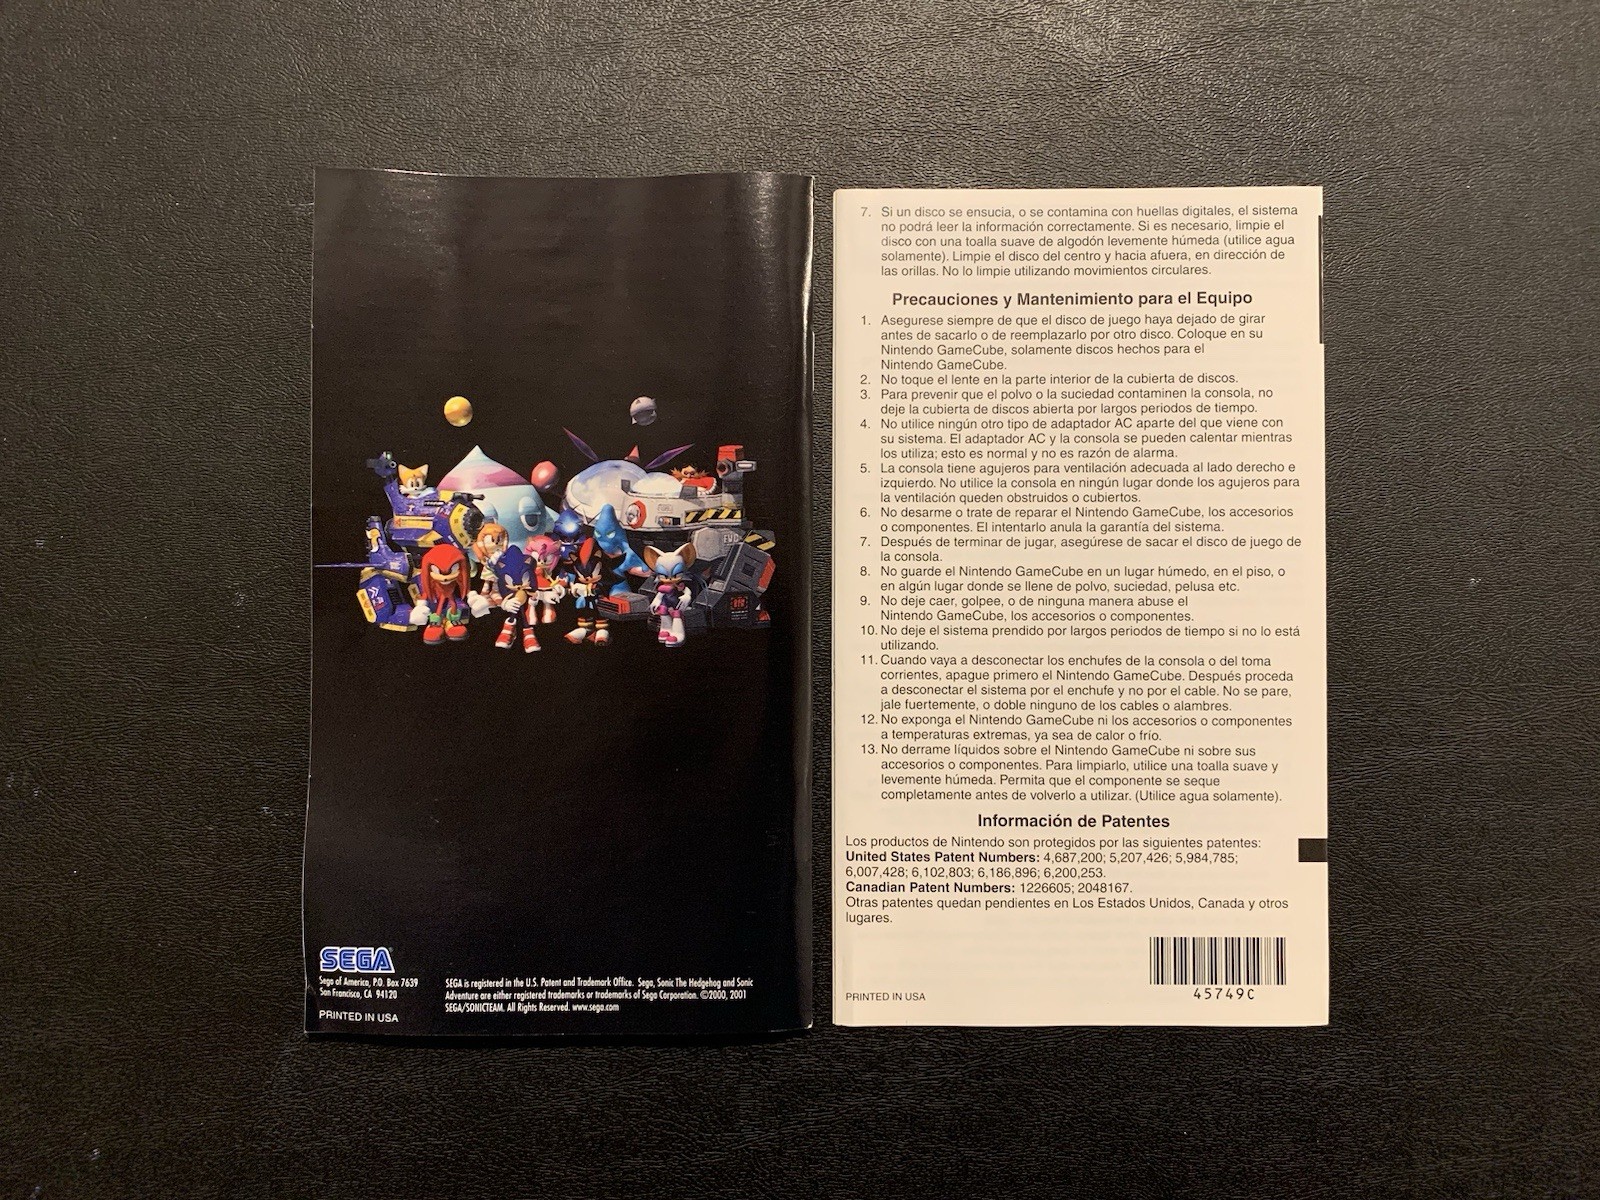 SEGA
Sega of America, P.O. Box 7639
San Francisco, CA 94120
PRINTED IN USA
SEGA is registered in the U.S. Patent and Trademark Office. Sega, Sonic The Hedgehog and Sonic
Adventure are either registered trademarks or trademarks of Sega Corporation. ©2000, 2001
SEGA/SONICTEAM. All Rights Reserved. www.sega.com
7. Si un disco se ensucia, o se contamina con huellas digitales, el sistema
no podrá leer la información correctamente. Si es necesario, limpie el
disco con una toalla suave de algodón levemente húmeda (utilice agua
solamente). Limpie el disco del centro y hacia afuera, en dirección de
las orillas. No lo limpie utilizando movimientos circulares.
Precauciones y Mantenimiento para el Equipo
1. Asegurese siempre de que el disco de juego haya dejado de girar
antes de sacarlo o de reemplazarlo por otro disco. Coloque en su
Nintendo GameCube, solamente discos hechos para el
Nintendo GameCube.
2. No toque el lente en la parte interior de la cubierta de discos.
3. Para prevenir que el polvo o la suciedad contaminen la consola, no
deje la cubierta de discos abierta por largos periodos de tiempo.
4. No utilice ningún otro tipo de adaptador AC aparte del que viene con
su sistema. El adaptador AC y la consola se pueden calentar mientras
los utiliza; esto es normal y no es razón de alarma.
5. La consola tiene agujeros para ventilación adecuada al lado derecho e
izquierdo. No utilice la consola en ningún lugar donde los agujeros para
la ventilación queden obstruidos o cubiertos.
6. No desarme o trate de reparar el Nintendo GameCube, los accesorios
o componentes. El intentarlo anula la garantía del sistema.
7. Después de terminar de jugar, asegúrese de sacar el disco de juego de
la consola.
8. No guarde el Nintendo GameCube en un lugar húmedo, en el piso, o
en algún lugar donde se llene de polvo, suciedad, pelusa etc.
9. No deje caer, golpee, o de ninguna manera abuse el
Nintendo GameCube, los accesorios o componentes.
10. No deje el sistema prendido por largos periodos de tiempo si no lo está
utilizando.
11. Cuando vaya a desconectar los enchufes de la consola o del toma
corrientes, apague primero el Nintendo GameCube. Después proceda
a desconectar el sistema por el enchufe y no por el cable. No se pare,
jale fuertemente, o doble ninguno de los cables o alambres.
12. No exponga el Nintendo GameCube ni los accesorios o componentes
a temperaturas extremas, ya sea de calor o frío.
13. No derrame líquidos sobre el Nintendo GameCube ni sobre sus
accesorios o componentes. Para limpiarlo, utilice una toalla suave y
levemente húmeda. Permita que el componente se seque
completamente antes de volverlo a utilizar. (Utilice agua solamente).
Información de Patentes
Los productos de Nintendo son protegidos por las siguientes patentes:
United States Patent Numbers: 4,687,200; 5,207,426; 5,984,785;
6,007,428; 6,102,803; 6,186,896; 6,200,253.
Canadian Patent Numbers: 1226605; 2048167.
Otras patentes quedan pendientes en Los Estados Unidos, Canada y otros
lugares.
45749C
PRINTED IN USA